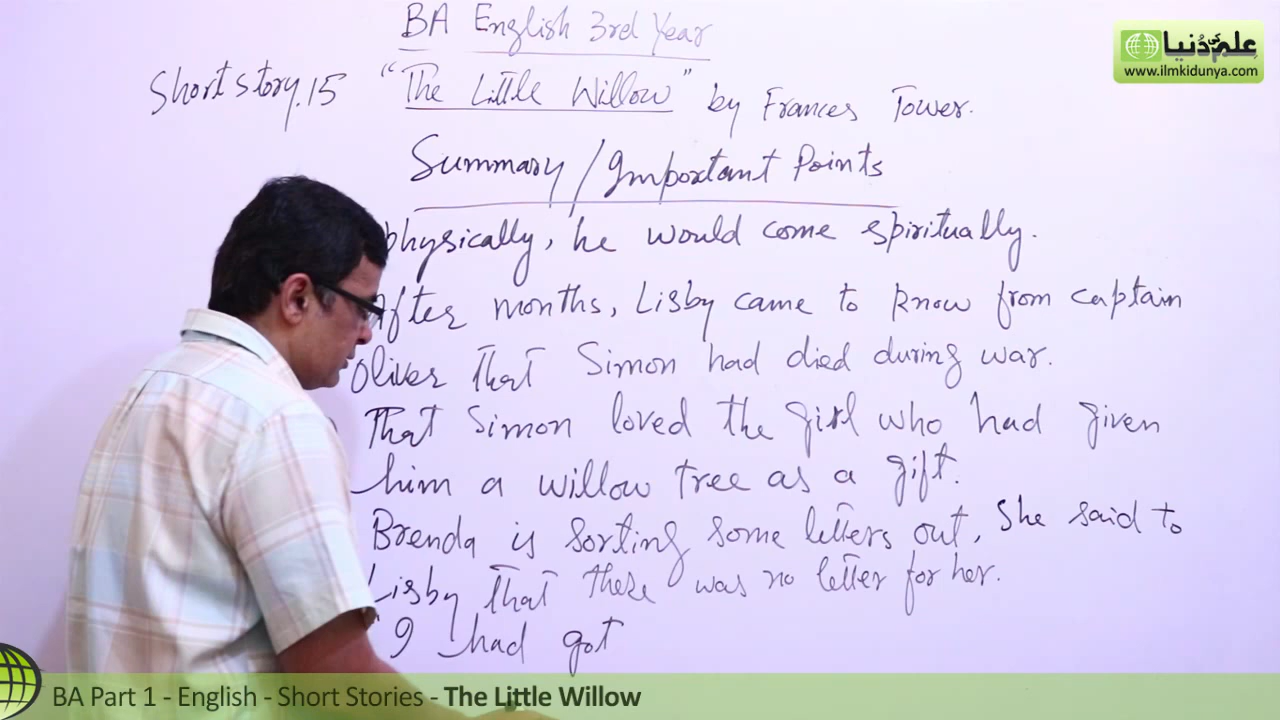 BA English 3rd Year
علم کی دُنیا
www.ilmkidunya.com
Short story.15 "The Little Willow" by Frances Tower.
Summary/Important Points
physically, he would come spiritually.
After months, Lisby came to know from captain
Oliver that Simon had died during war.
That Simon loved the girl who had given
him a willow tree as a gift.
Brenda is sorting some letters out, She said to
Lisby that there was no letter for her.
"I had got
BA Part 1 - English - Short Stories - The Little Willow